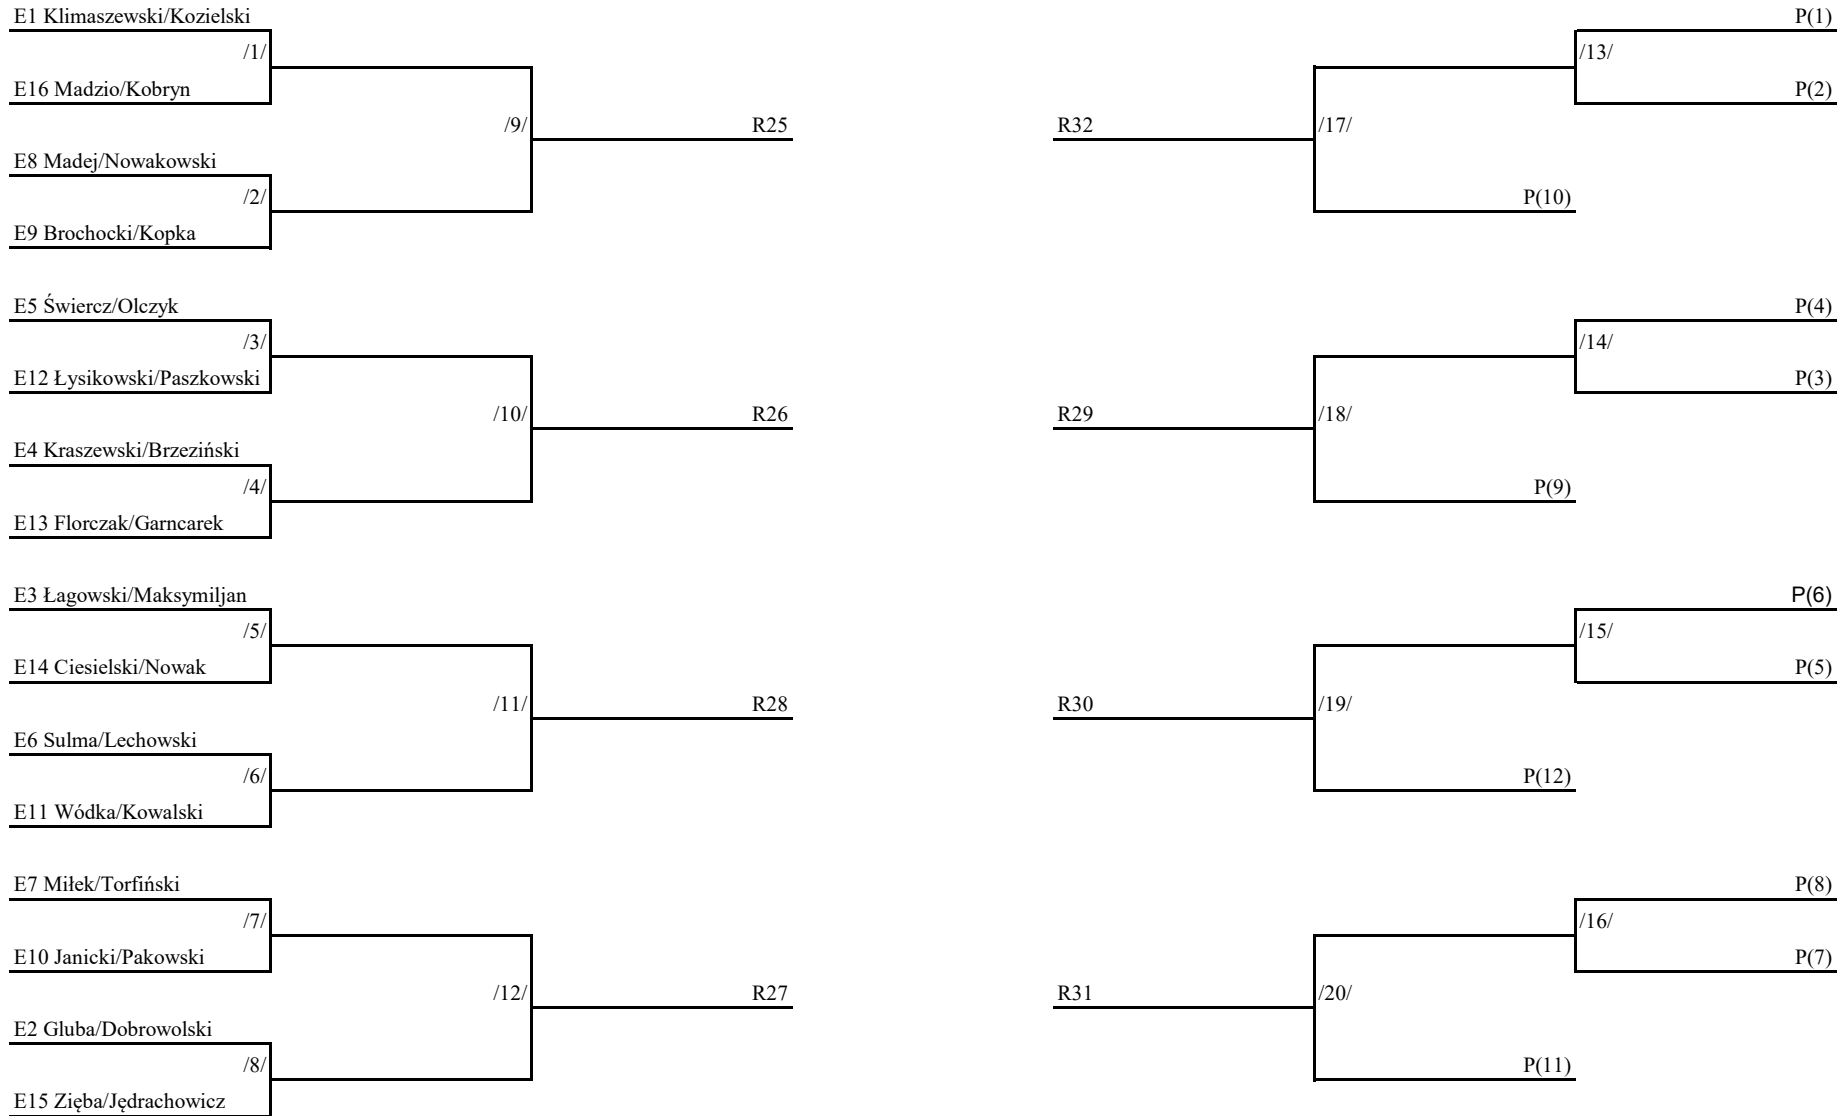 E1 Klimaszewski/Kozielski
P(1)
/1/
/13/
E16 Madzio/Kobryn
P(2)
/9/
R25
R32
/17/
E8 Madej/Nowakowski
/2/
P(10)
E9 Brochocki/Kopka
E5 Świercz/Olczyk
P(4)
/3/
/14/
E12 Łysikowski/Paszkowski
P(3)
/10/
R26
R29
/18/
E4 Kraszewski/Brzeziński
/4/
P(9)
E13 Florczak/Garncarek
E3 Łagowski/Maksymiljan
P(6)
/5/
/15/
E14 Ciesielski/Nowak
P(5)
/11/
R28
R30
/19/
E6 Sulma/Lechowski
/6/
P(12)
E11 Wódka/Kowalski
E7 Miłek/Torfiński
P(8)
/7/
/16/
E10 Janicki/Pakowski
P(7)
/12/
R27
R31
/20/
E2 Gluba/Dobrowolski
/8/
P(11)
E15 Zięba/Jędrachowicz